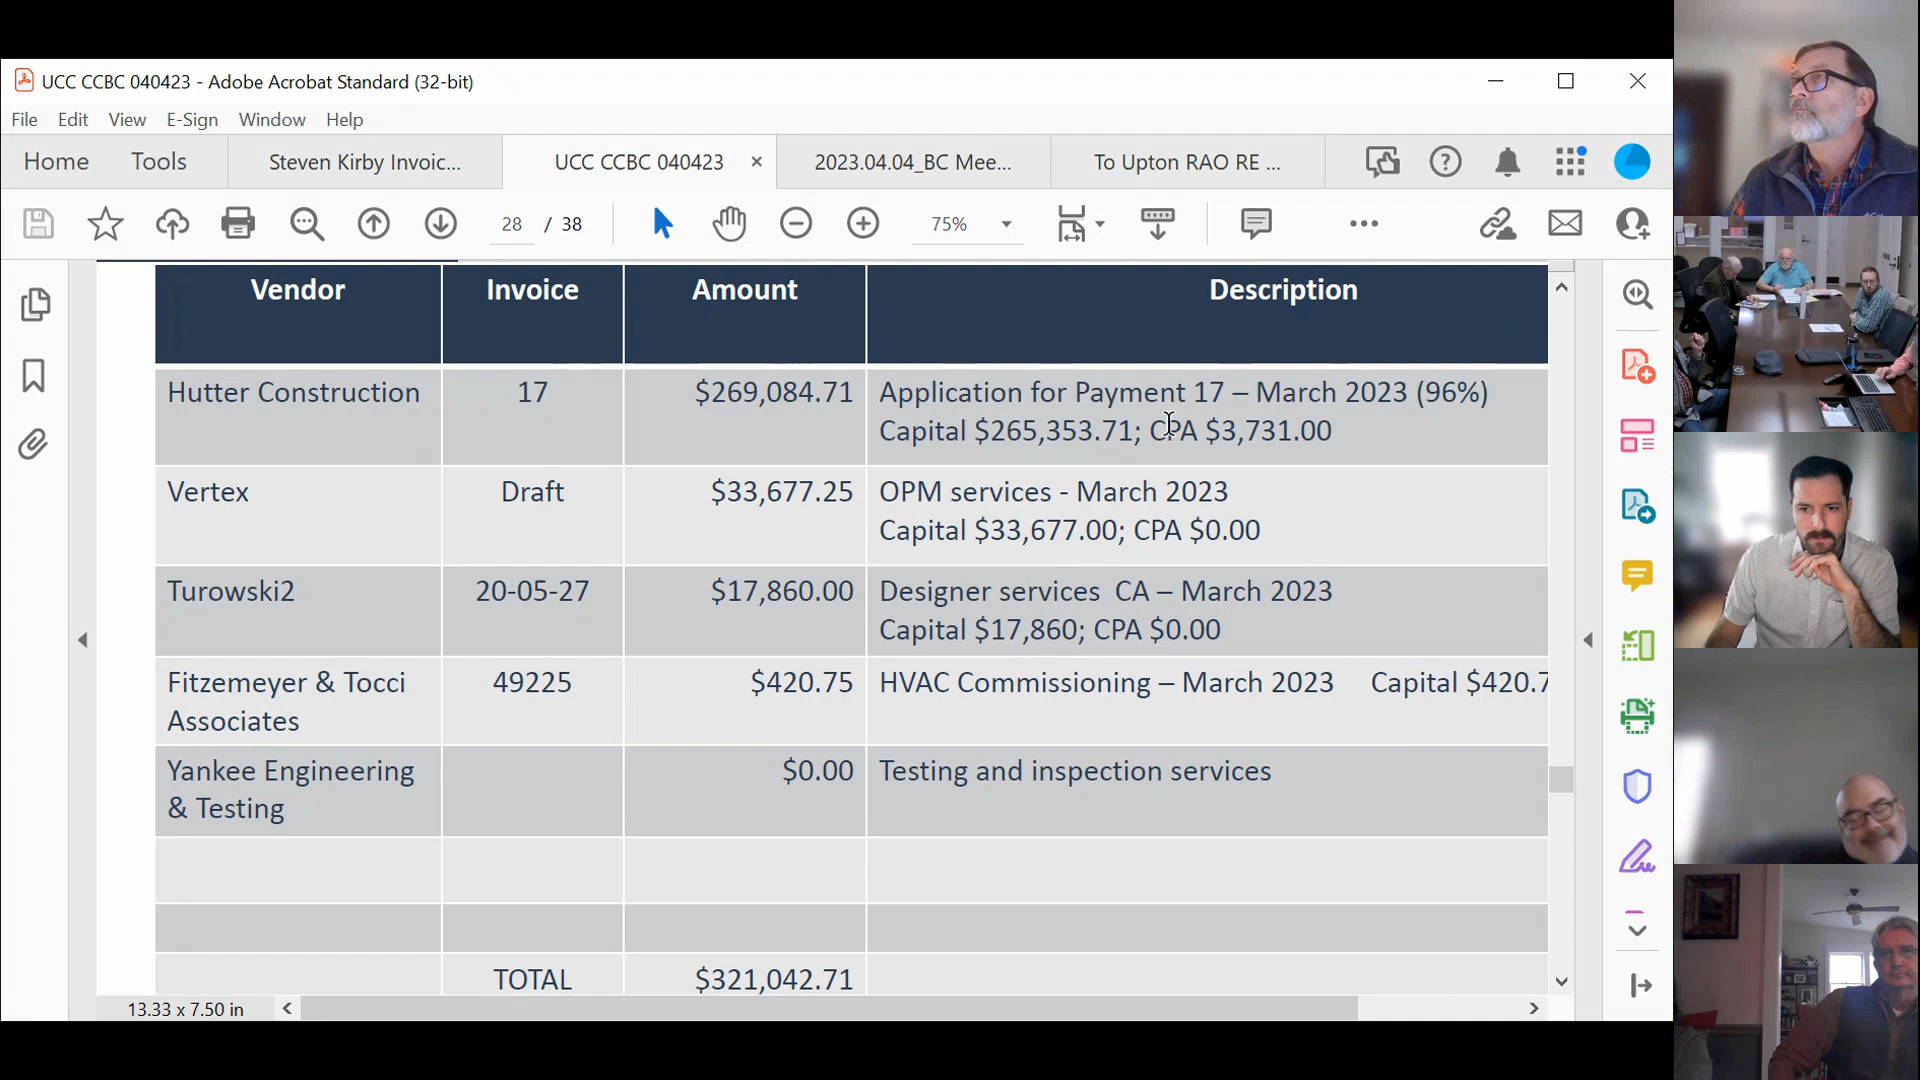 UCC CCBC 040423 - Adobe Acrobat Standard (32-bit)
File Edit View E-Sign Window Help
Home Tools Steven Kirby Invoic... UCC CCBC 040423 2023.04.04_BC Mee... To Upton RAO RE ...
28 / 38 75%
Vendor Invoice Amount Description
Hutter Construction 17 $269,084.71 Application for Payment 17 – March 2023 (96%)
Capital $265,353.71; CPA $3,731.00
Vertex Draft $33,677.25 OPM services - March 2023
Capital $33,677.00; CPA $0.00
Turowski2 20-05-27 $17,860.00 Designer services CA – March 2023
Capital $17,860; CPA $0.00
Fitzemeyer & Tocci 49225 $420.75 HVAC Commissioning – March 2023 Capital $420.7
Associates
Yankee Engineering $0.00 Testing and inspection services
& Testing
TOTAL $321,042.71
13.33 x 7.50 in